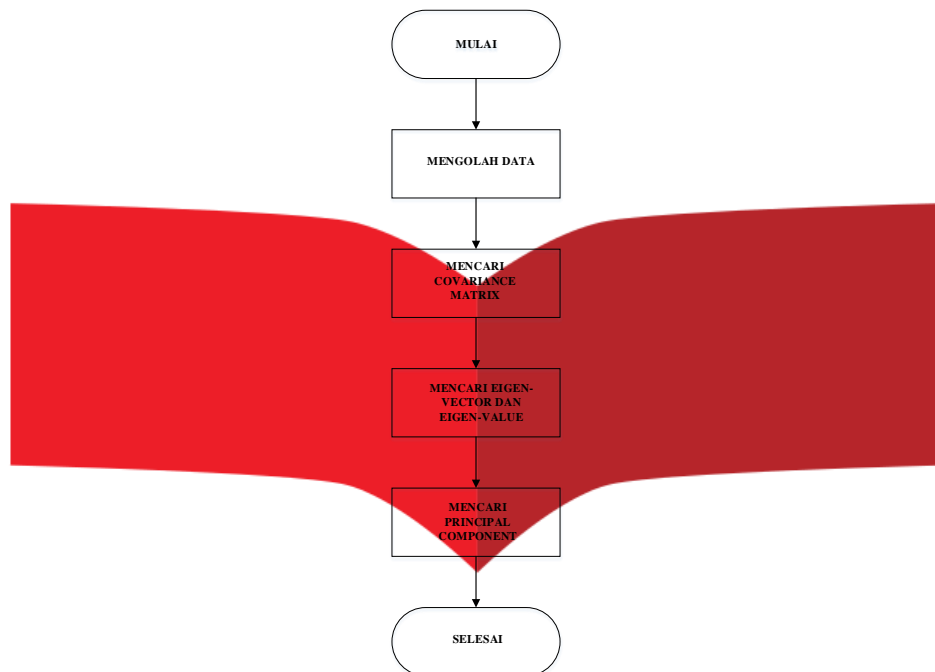 MULAI
MENGOLAH DATA
MENCARI
COVARIANCE
MATRIX
MENCARI EIGEN-
VECTOR DAN
EIGEN-VALUE
MENCARI
PRINCIPAL
COMPONENT
SELESAI